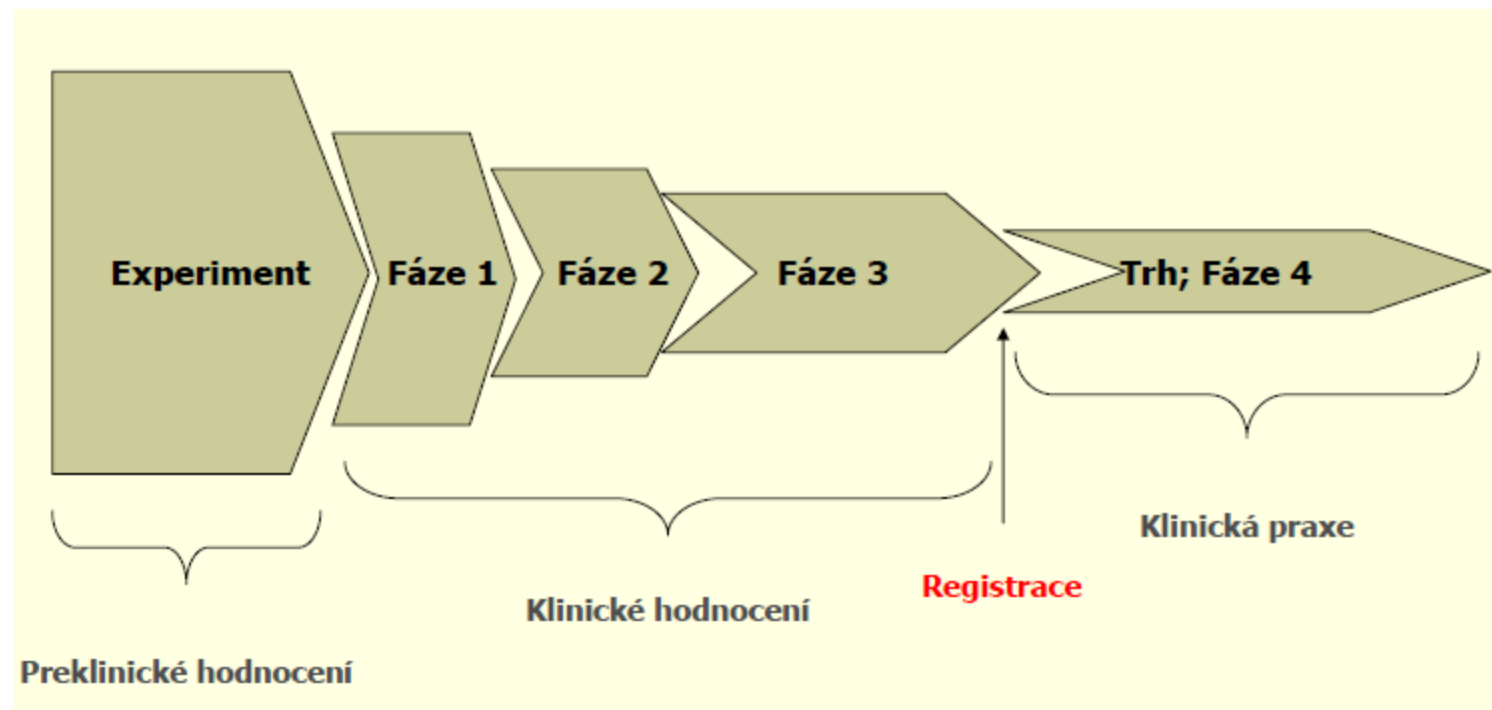 Experiment
Fáze 1
Fáze 2
Fáze 3
Trh; Fáze 4
Klinická praxe
Registrace
Klinické hodnocení
Preklinické hodnocení